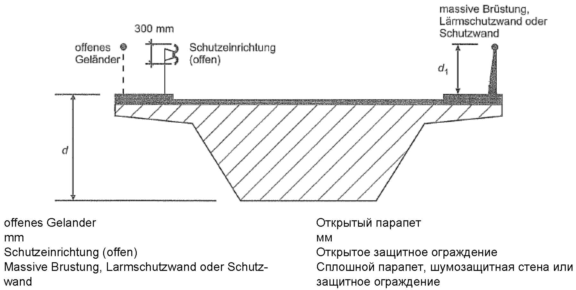 massive Brüstung,
Lärmschutzwand oder
Schutzwand
300 mm
offenes
Geländer
Schutzeinrichtung
(offen)
d₁
d
offenes Gelander
Открытый парапет
mm
мм
Schutzeinrichtung (offen)
Открытое защитное ограждение
Massive Brustung, Larmschutzwand oder Schutz-
wand
Сплошной парапет, шумозащитная стена или
защитное ограждение